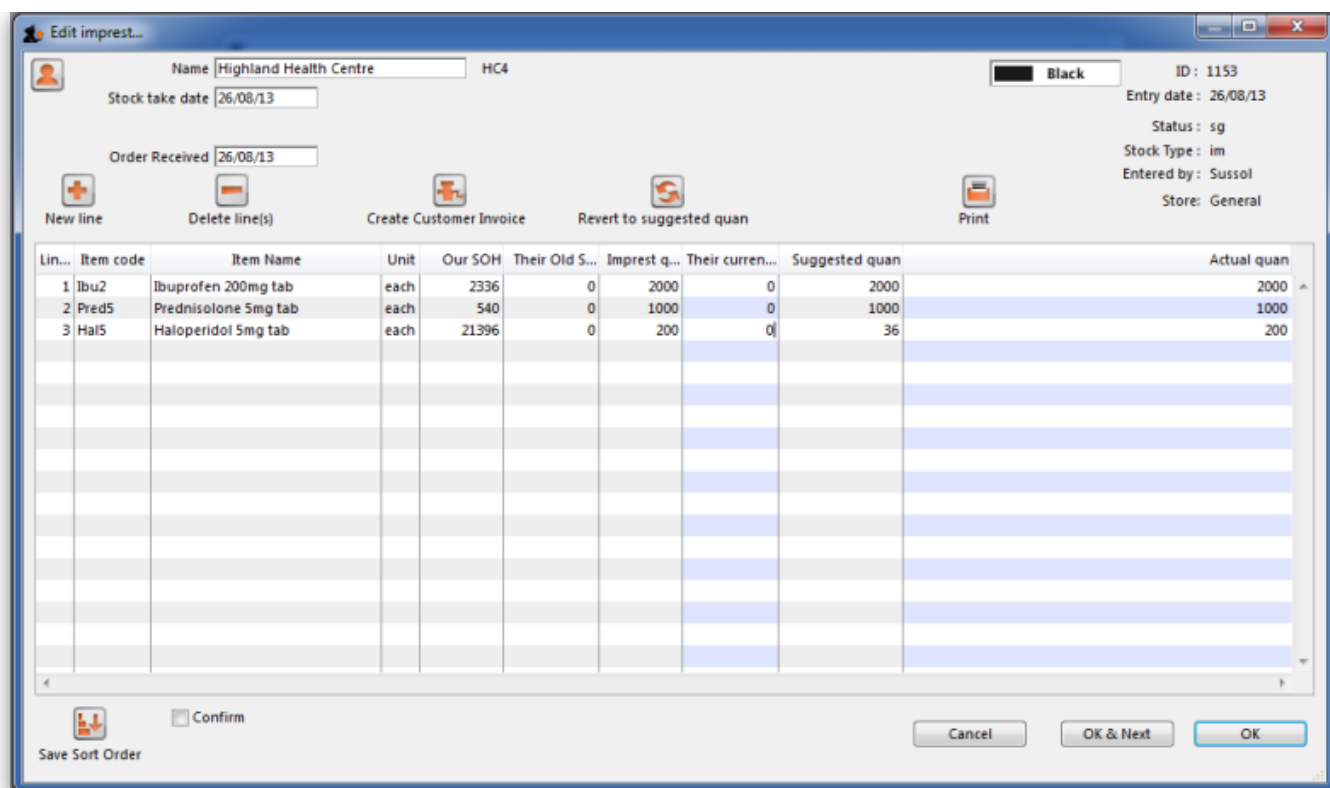 Edit imprest...
Name Highland Health Centre HC4 Black ID : 1153
Stock take date 26/08/13 Entry date : 26/08/13
Status : sg
Order Received 26/08/13 Stock Type : im
Entered by : Sussol
Store: General
New line Delete line(s) Create Customer Invoice Revert to suggested quan Print
Lin... Item code Item Name Unit Our SOH Their Old S... Imprest q... Their curren... Suggested quan Actual quan
1 Ibu2 Ibuprofen 200mg tab each 2336 0 2000 0 2000 2000
2 Pred5 Prednisolone 5mg tab each 540 0 1000 0 1000 1000
3 Hal5 Haloperidol 5mg tab each 21396 0 200 0 36 200
Confirm
Cancel OK & Next OK
Save Sort Order